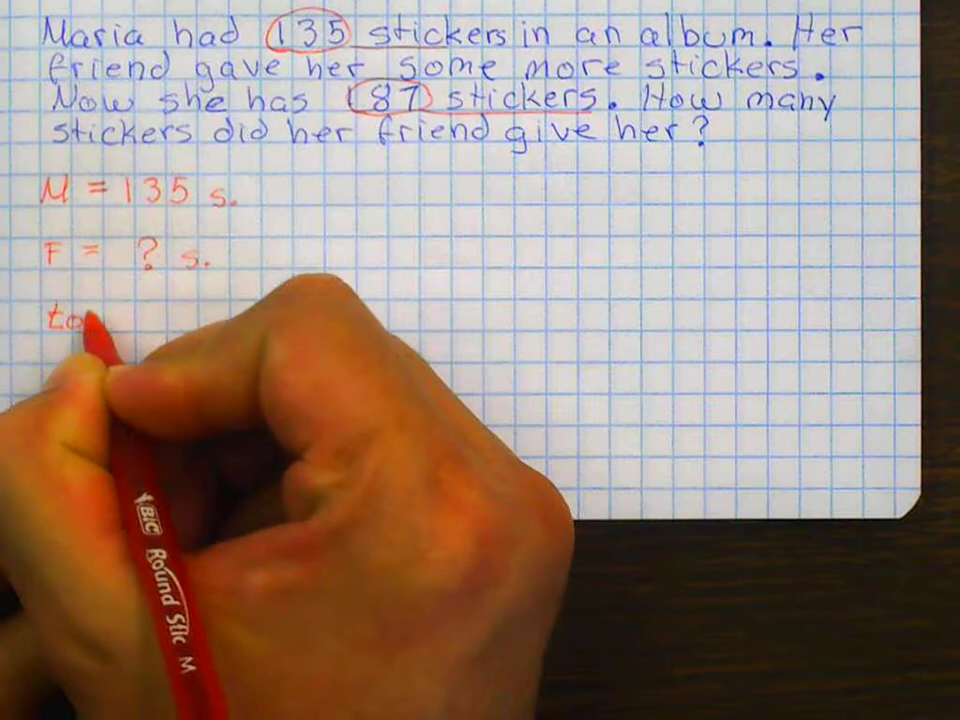 Maria had 135 stickers in an album. Her
friend gave her some more stickers.
Now she has 187 stickers. How many
stickers did her friend give her?
M = 135 s.
F = ? s.
to
BIC Round Stic M